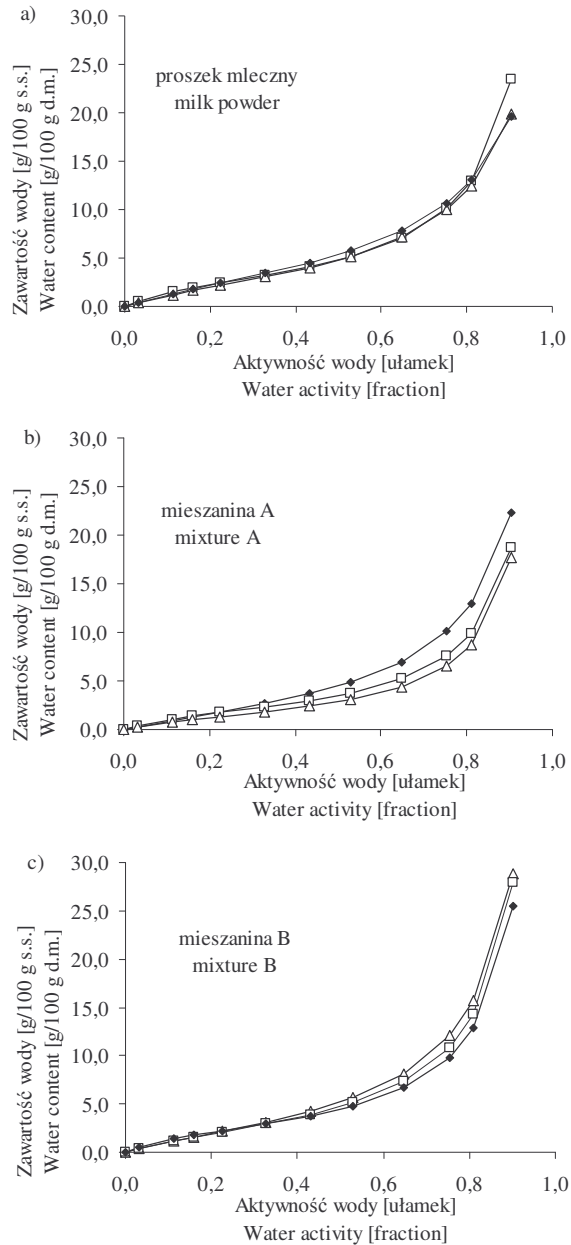 a)
Zawartość wody [g/100 g s.s.]
Water content [g/100 g d.m.]
30,0
25,0
20,0
15,0
10,0
5,0
0,0
proszek mleczny
milk powder
0,0 0,2 0,4 0,6 0,8 1,0
Aktywność wody [ułamek]
Water activity [fraction]
b)
Zawartość wody [g/100 g s.s.]
Water content [g/100 g d.m.]
30,0
25,0
20,0
15,0
10,0
5,0
0,0
mieszanina A
mixture A
0,0 0,2 0,4 0,6 0,8 1,0
Aktywność wody [ułamek]
Water activity [fraction]
c)
Zawartość wody [g/100 g s.s.]
Water content [g/100 g d.m.]
30,0
25,0
20,0
15,0
10,0
5,0
0,0
mieszanina B
mixture B
0,0 0,2 0,4 0,6 0,8 1,0
Aktywność wody [ułamek]
Water activity [fraction]